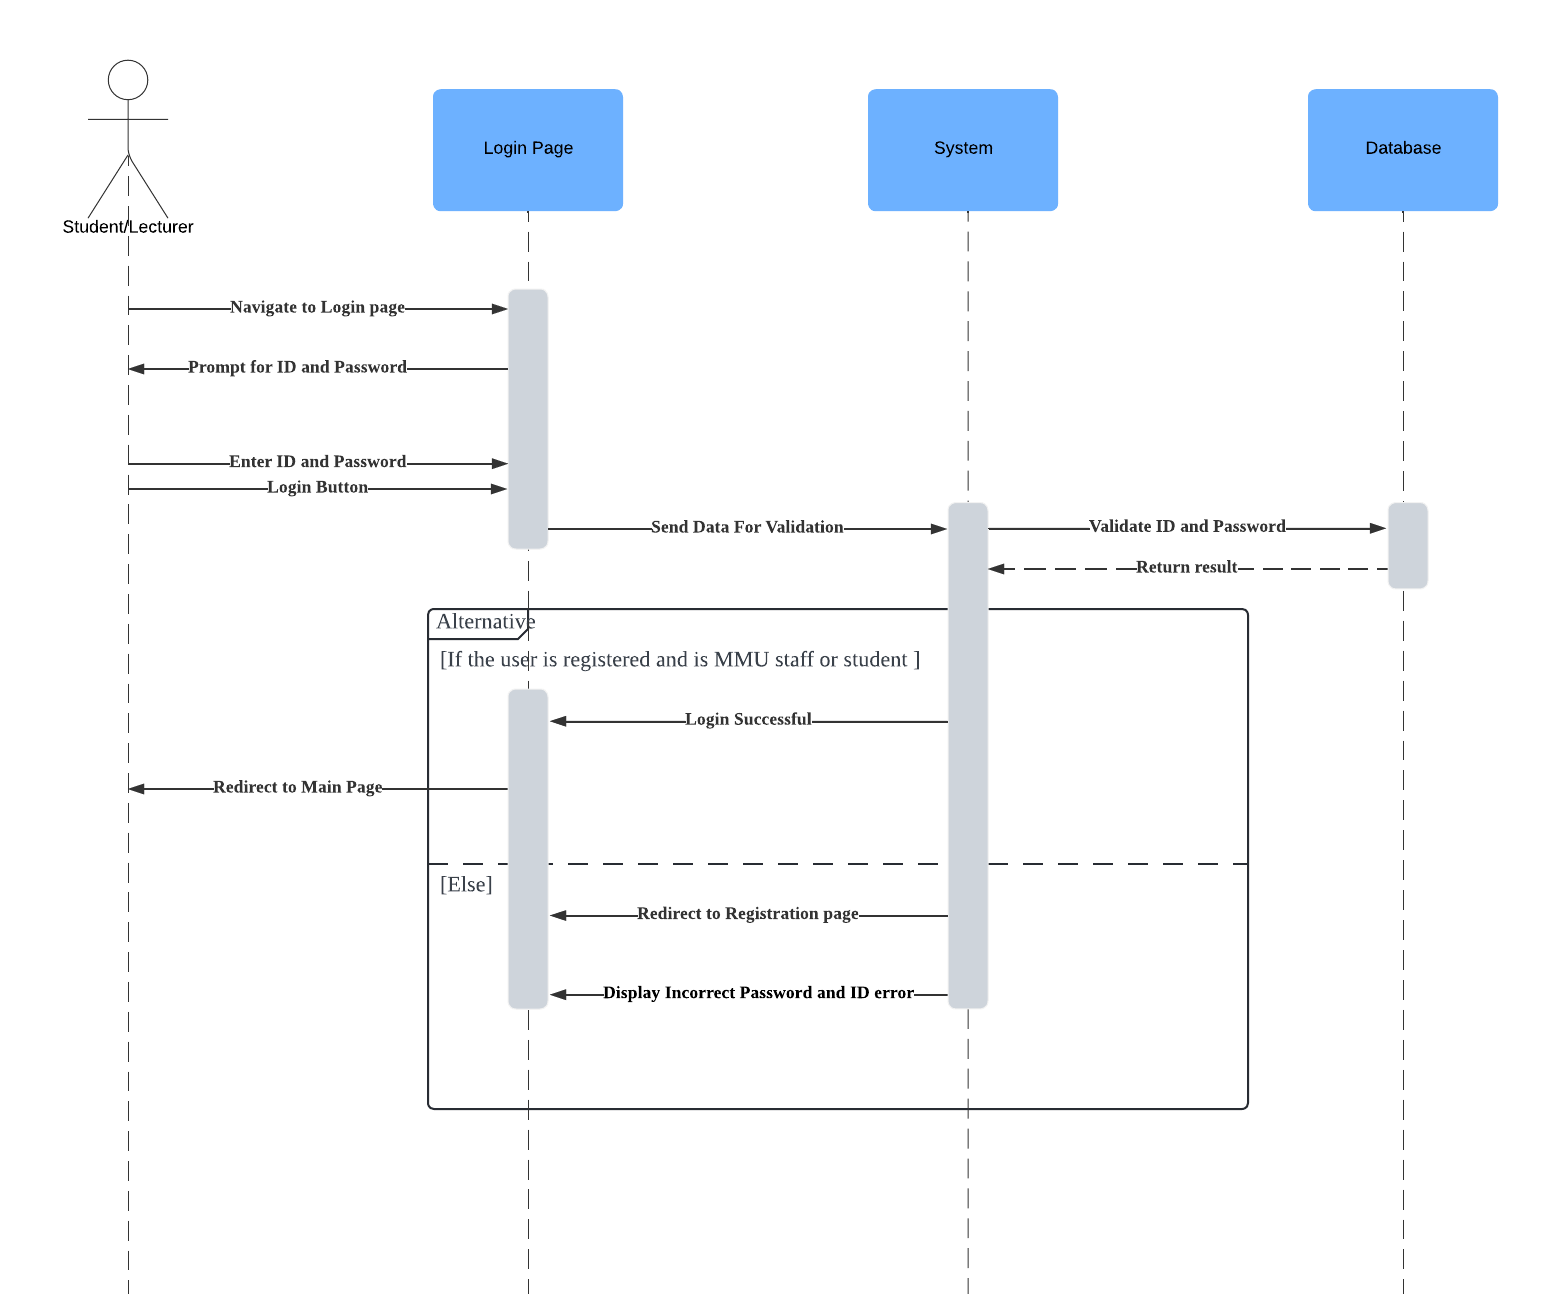 Login Page
System
Database
Student/Lecturer
Navigate to Login page
Prompt for ID and Password
Enter ID and Password
Login Button
Send Data For Validation
Validate ID and Password
Return result
Alternative
[If the user is registered and is MMU staff or student ]
Login Successful
Redirect to Main Page
[Else]
Redirect to Registration page
Display Incorrect Password and ID error